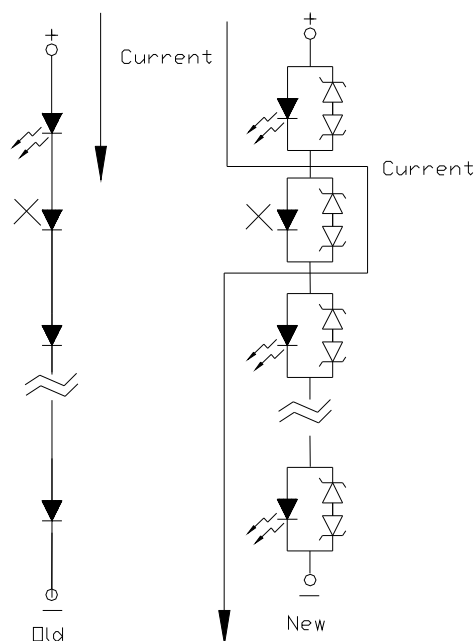 +
+
Current
Current
—
Old
—
New